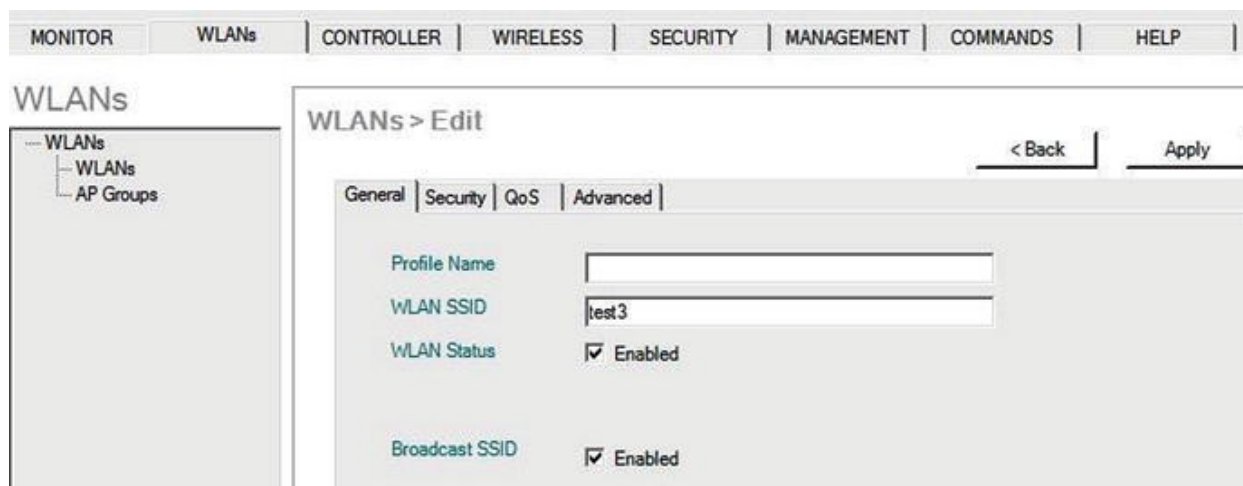 MONITOR WLANs CONTROLLER WIRELESS SECURITY MANAGEMENT COMMANDS HELP
WLANs
WLANs
WLANs
AP Groups
WLANs > Edit
< Back Apply
General Security QoS Advanced
Profile Name
WLAN SSID test3
WLAN Status Enabled
Broadcast SSID Enabled